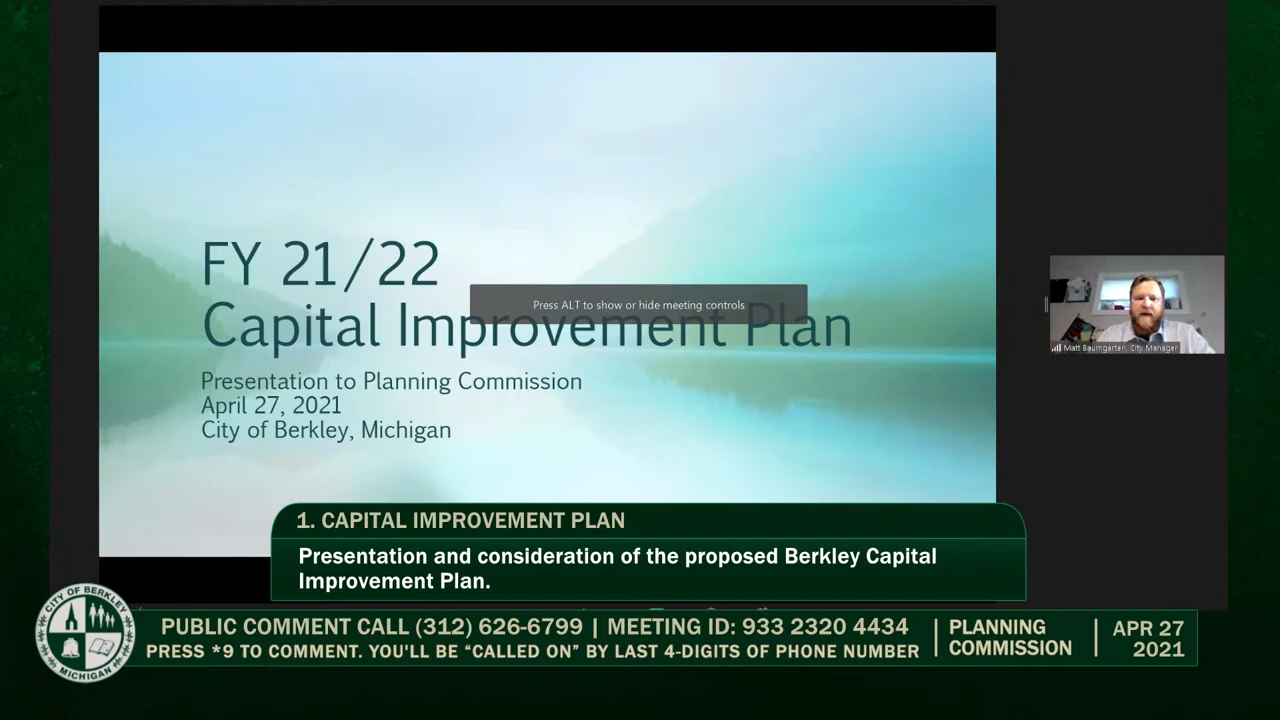 FY 21/22
Capital Improvement Plan
Press ALT to show or hide meeting controls
Presentation to Planning Commission
April 27, 2021
City of Berkley, Michigan
Matt Baumgarten, City Manager
1. CAPITAL IMPROVEMENT PLAN
Presentation and consideration of the proposed Berkley Capital
Improvement Plan.
CITY OF BERKLEY
MICHIGAN
PUBLIC COMMENT CALL (312) 626-6799 | MEETING ID: 933 2320 4434
PRESS *9 TO COMMENT. YOU'LL BE “CALLED ON” BY LAST 4-DIGITS OF PHONE NUMBER
PLANNING
COMMISSION
APR 27
2021